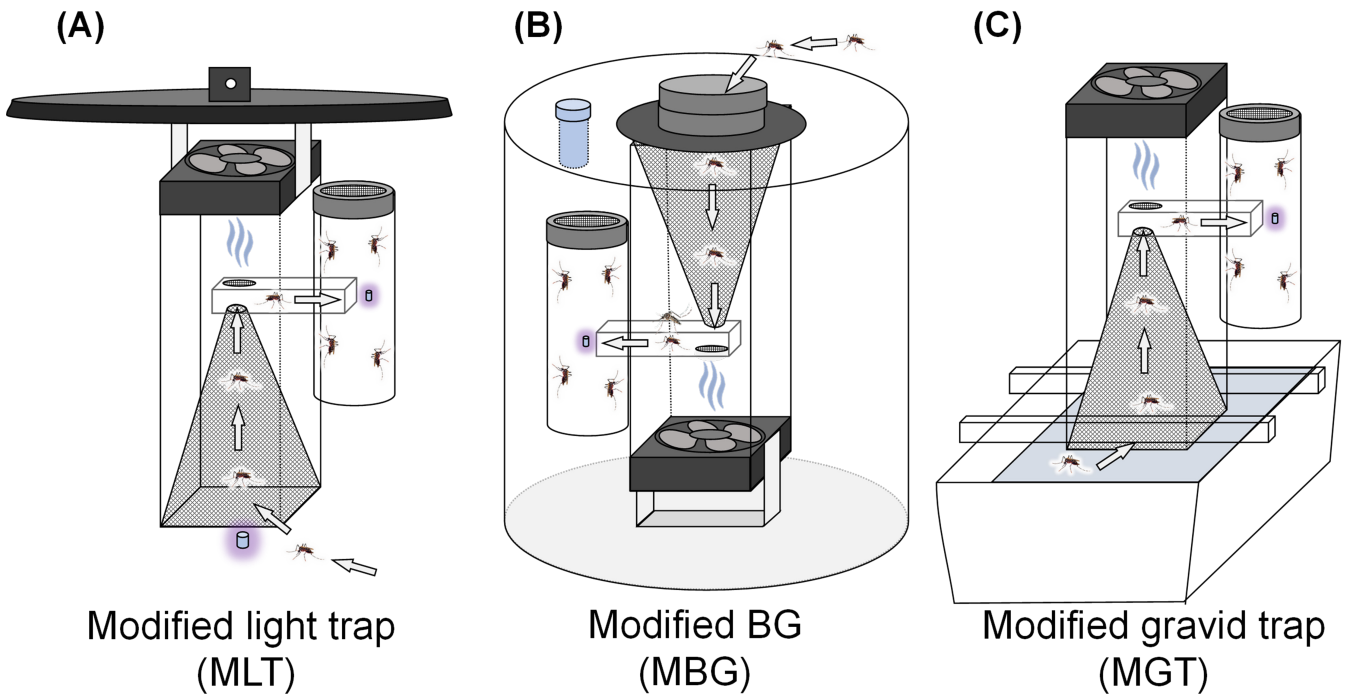 (A)
(B)
(C)
Modified light trap
(MLT)
Modified BG
(MBG)
Modified gravid trap
(MGT)